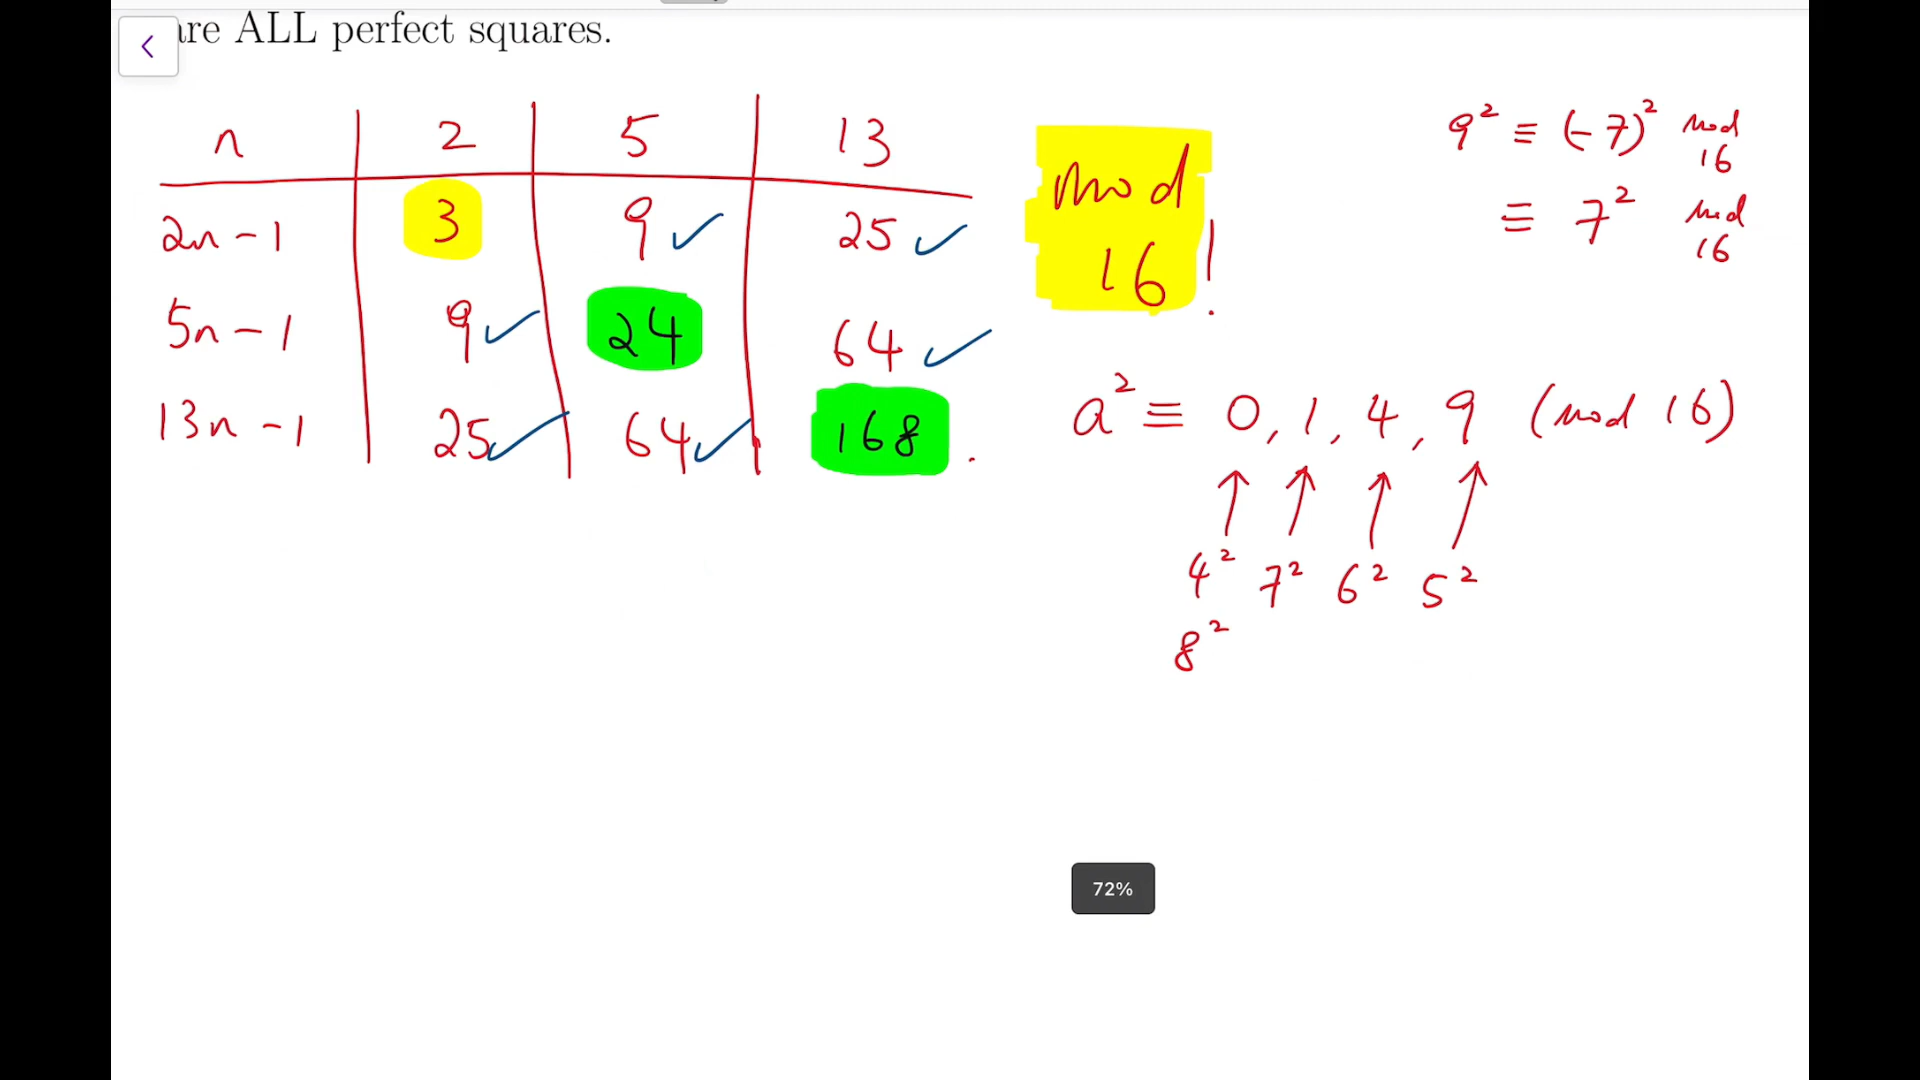 are ALL perfect squares.
n 2 5 13
2n-1 3 9 ✓ 25 ✓
5n-1 9 ✓ 24 64 ✓
13n-1 25 ✓ 64 ✓ 168 .
mod
16 !
9² ≡ (-7)² mod 16
≡ 7² mod 16
a² ≡ 0, 1, 4, 9 (mod 16)
↑ ↑ ↑ ↑
4² 7² 6² 5²
8²
72%